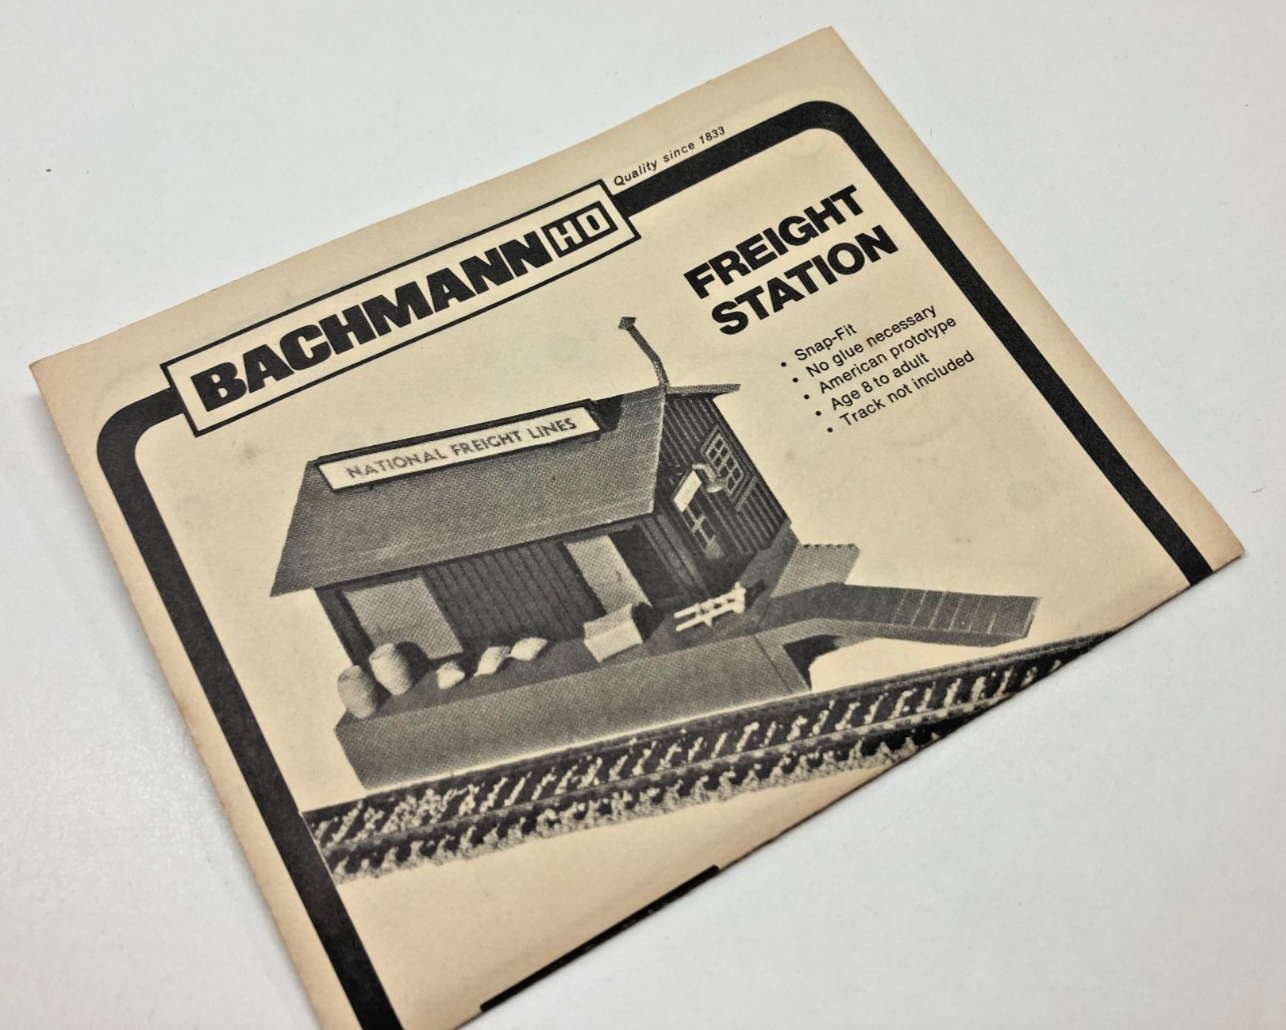 Quality since 1833
BACHMANN HO
FREIGHT
STATION
• Snap-Fit
• No glue necessary
• American prototype
• Age 8 to adult
• Track not included
NATIONAL FREIGHT LINES